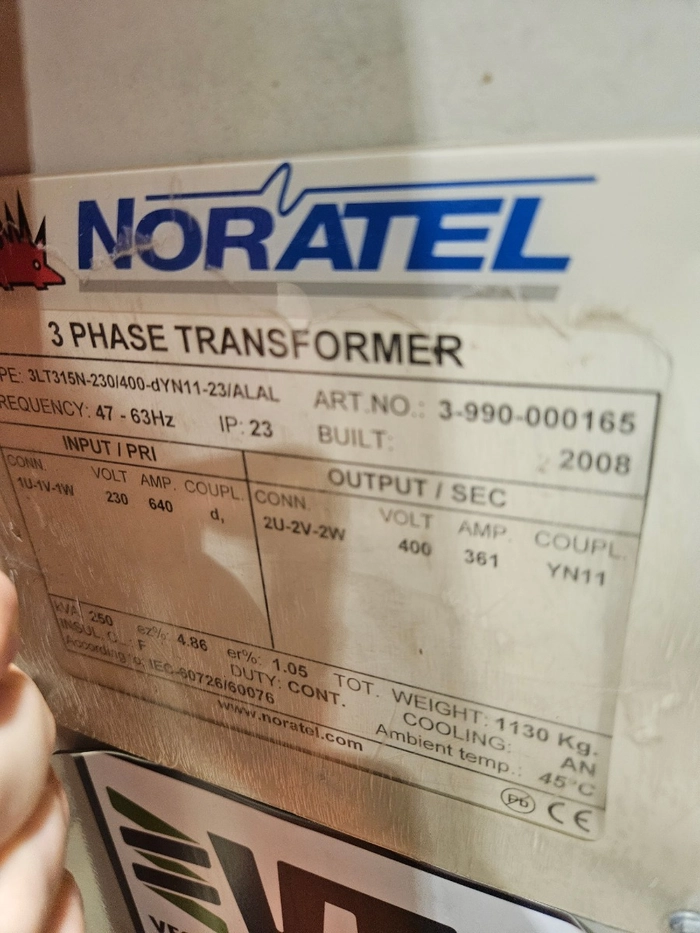 NORATEL
3 PHASE TRANSFORMER
PE: 3LT315N-230/400-dYN11-23/ALAL
ART.NO.: 3-990-000165
REQUENCY: 47 - 63Hz IP: 23
BUILT: 2008
INPUT / PRI
OUTPUT / SEC
CONN. VOLT AMP. COUPL.
1U-1V-1W 230 640 d,
CONN. VOLT AMP. COUPL.
2U-2V-2W 400 361 YN11
kVA: 250 ez%: 4.86 er%: 1.05 TOT. WEIGHT: 1130 Kg.
F DUTY: CONT. COOLING: AN
IEC-60726/60076 Ambient temp.: 45°C
www.noratel.com
Pb CE